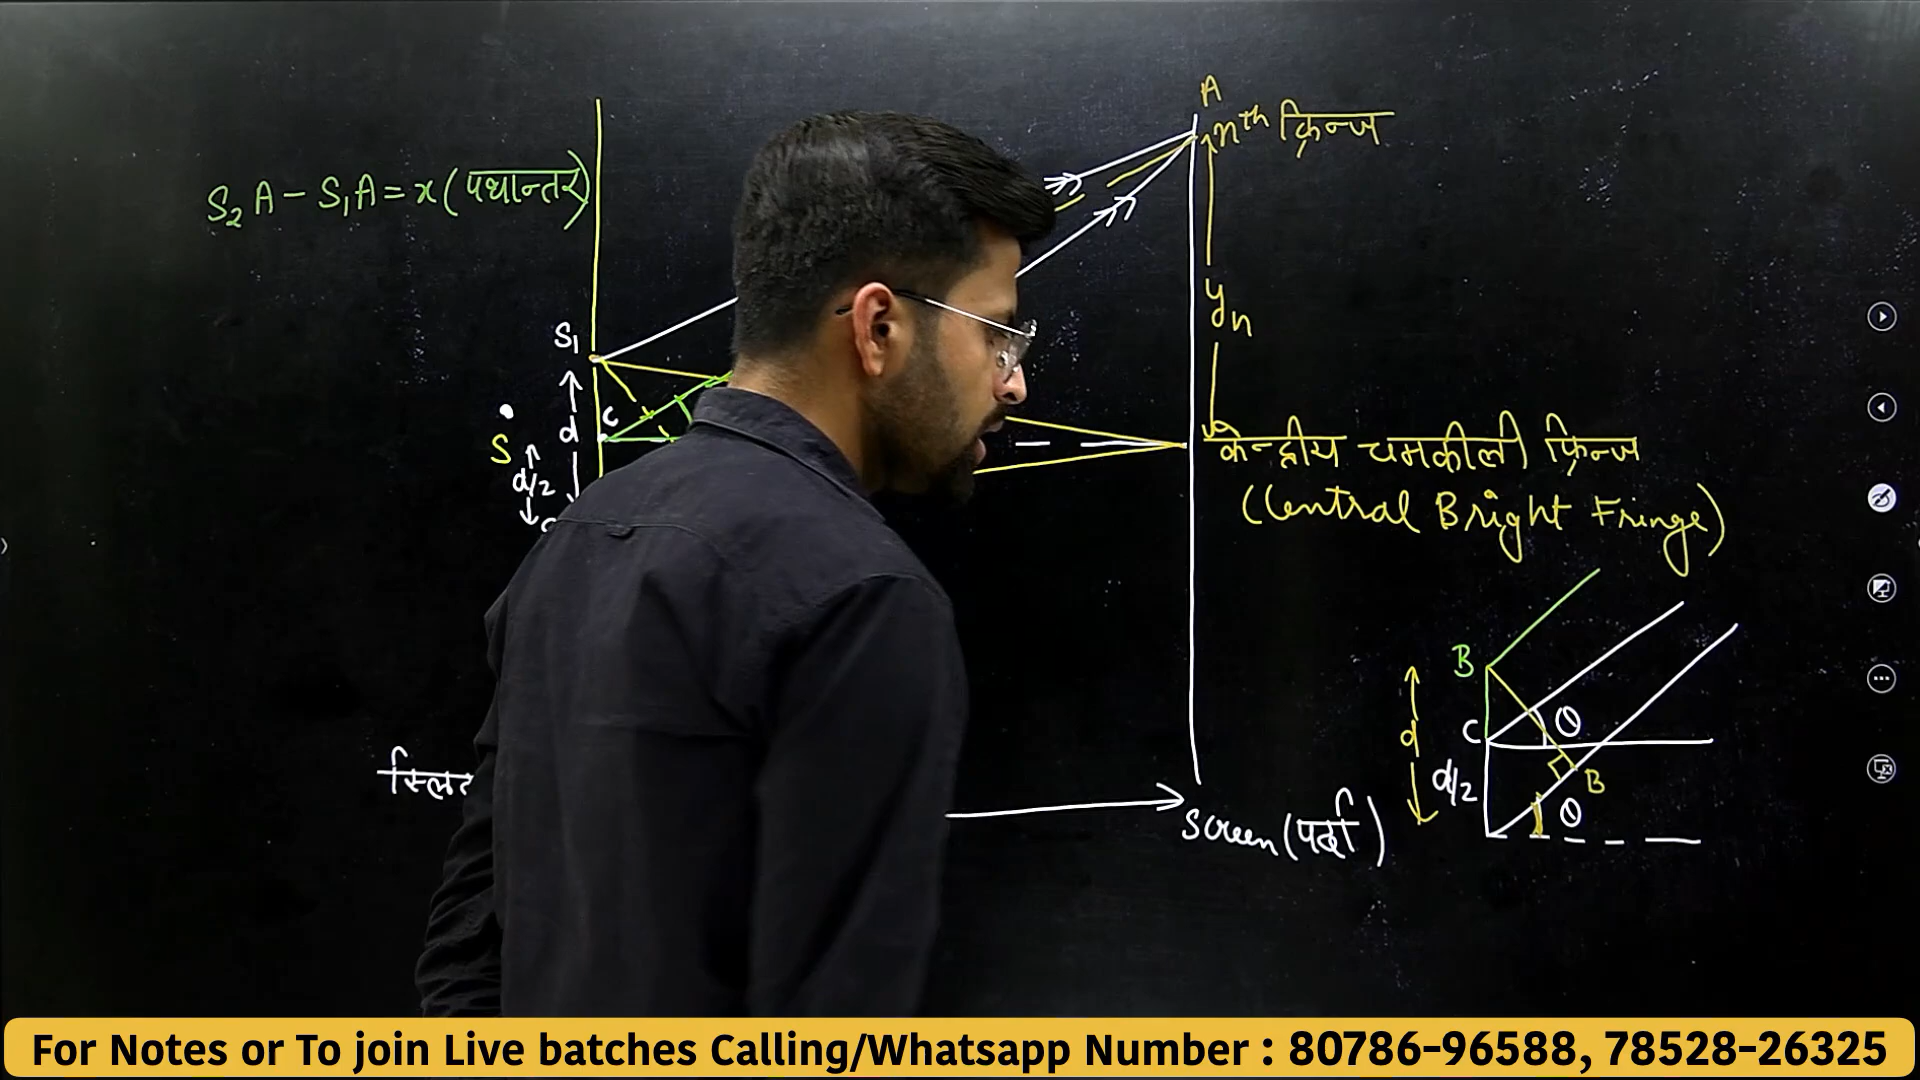 A
nth फ्रिन्ज
S2A – S1A = x (पथान्तर)
yn
S1
S
d
C
d/2
केन्द्रीय चमकीली फ्रिन्ज
(Central Bright Fringe)
B
C
θ
d
d/2
B
θ
Screen (पर्दा)
For Notes or To join Live batches Calling/Whatsapp Number : 80786-96588, 78528-26325